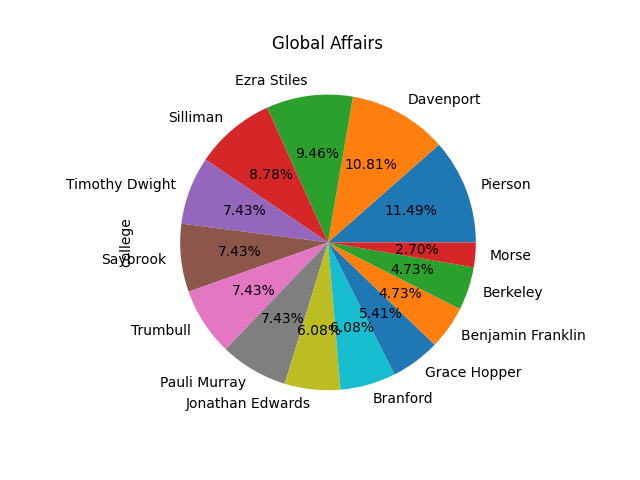 Global Affairs
Ezra Stiles
Davenport
Silliman
9.46%
10.81%
8.78%
Timothy Dwight
Pierson
7.43%
11.49%
College
Saybrook
7.43%
2.70%
Morse
4.73%
Berkeley
7.43%
4.73%
Trumbull
7.43%
5.41%
6.08%
6.08%
Benjamin Franklin
Grace Hopper
Pauli Murray
Jonathan Edwards
Branford